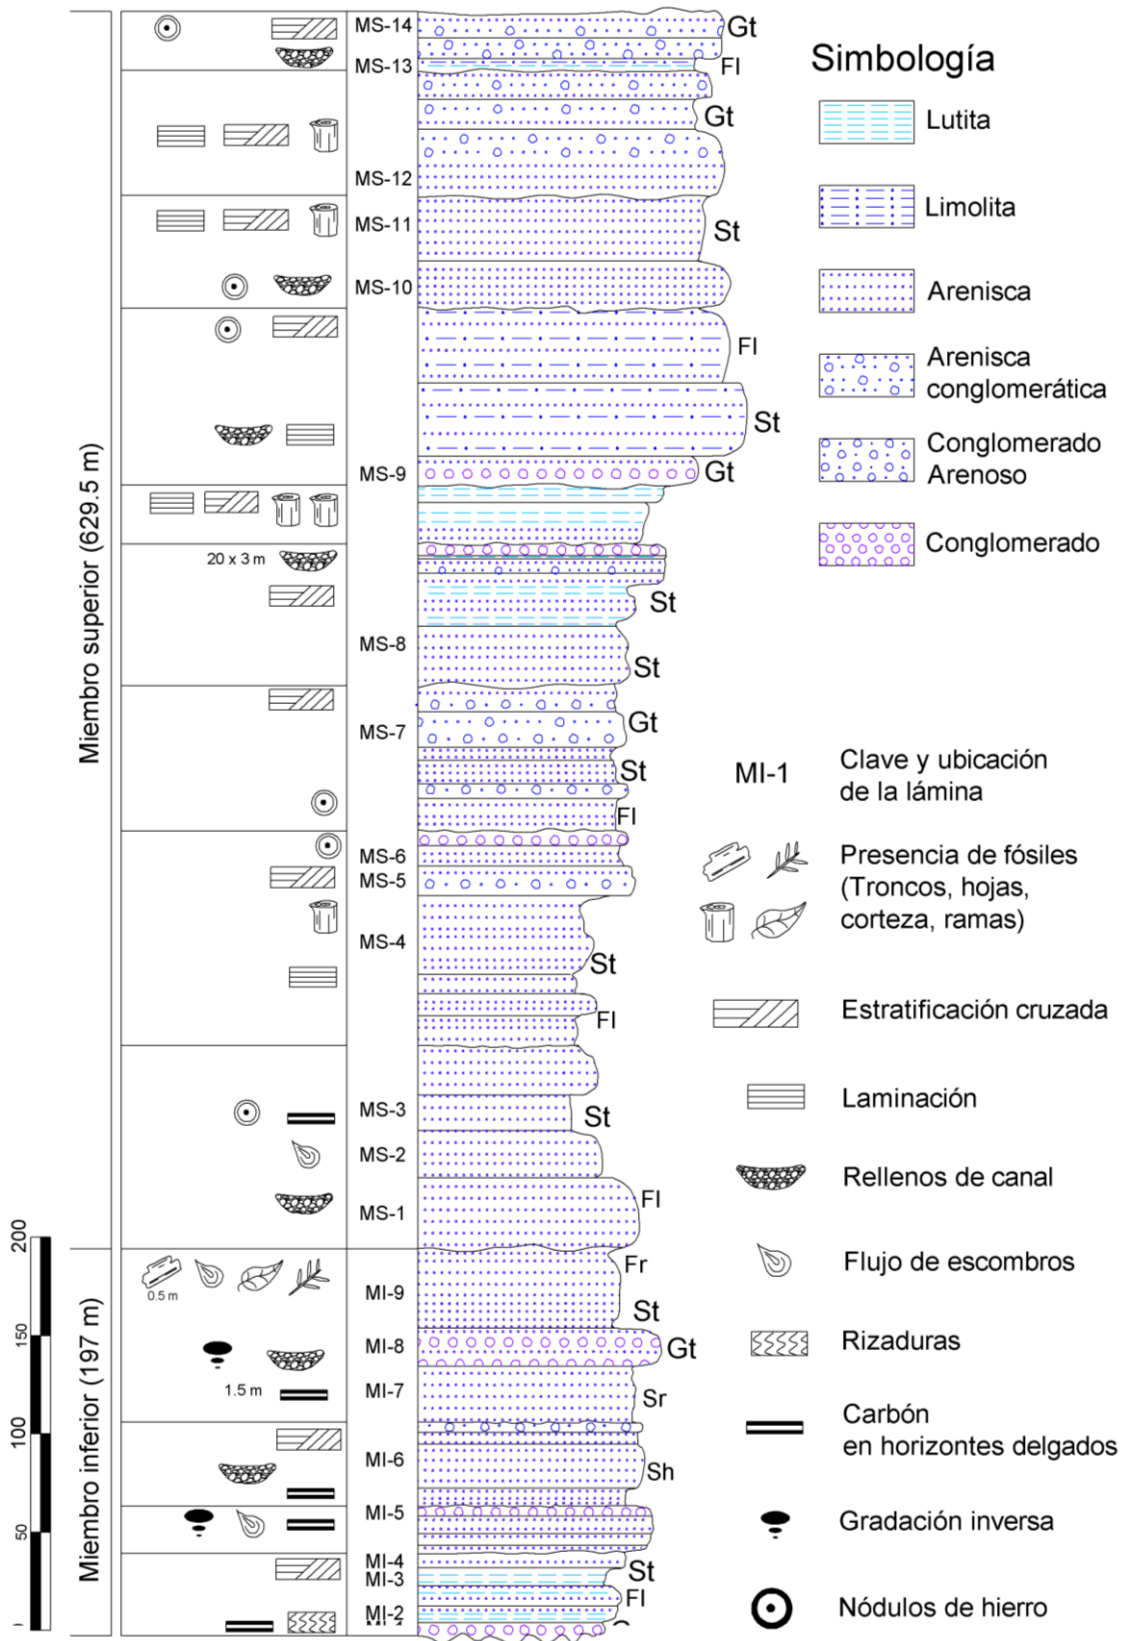 Miembro superior (629.5 m)
Miembro inferior (197 m)
200
150
100
50
20 x 3 m
0.5 m
1.5 m
MS-14
MS-13
MS-12
MS-11
MS-10
MS-9
MS-8
MS-7
MS-6
MS-5
MS-4
MS-3
MS-2
MS-1
MI-9
MI-8
MI-7
MI-6
MI-5
MI-4
MI-3
MI-2
Gt
Fl
Gt
St
Fl
St
Gt
St
St
Gt
St
Fl
St
Fl
St
Fl
Fr
St
Gt
Sr
Sh
St
Fl
Simbología
Lutita
Limolita
Arenisca
Arenisca
conglomerática
Conglomerado
Arenoso
Conglomerado
MI-1
Clave y ubicación
de la lámina
Presencia de fósiles
(Troncos, hojas,
corteza, ramas)
Estratificación cruzada
Laminación
Rellenos de canal
Flujo de escombros
Rizaduras
Carbón
en horizontes delgados
Gradación inversa
Nódulos de hierro